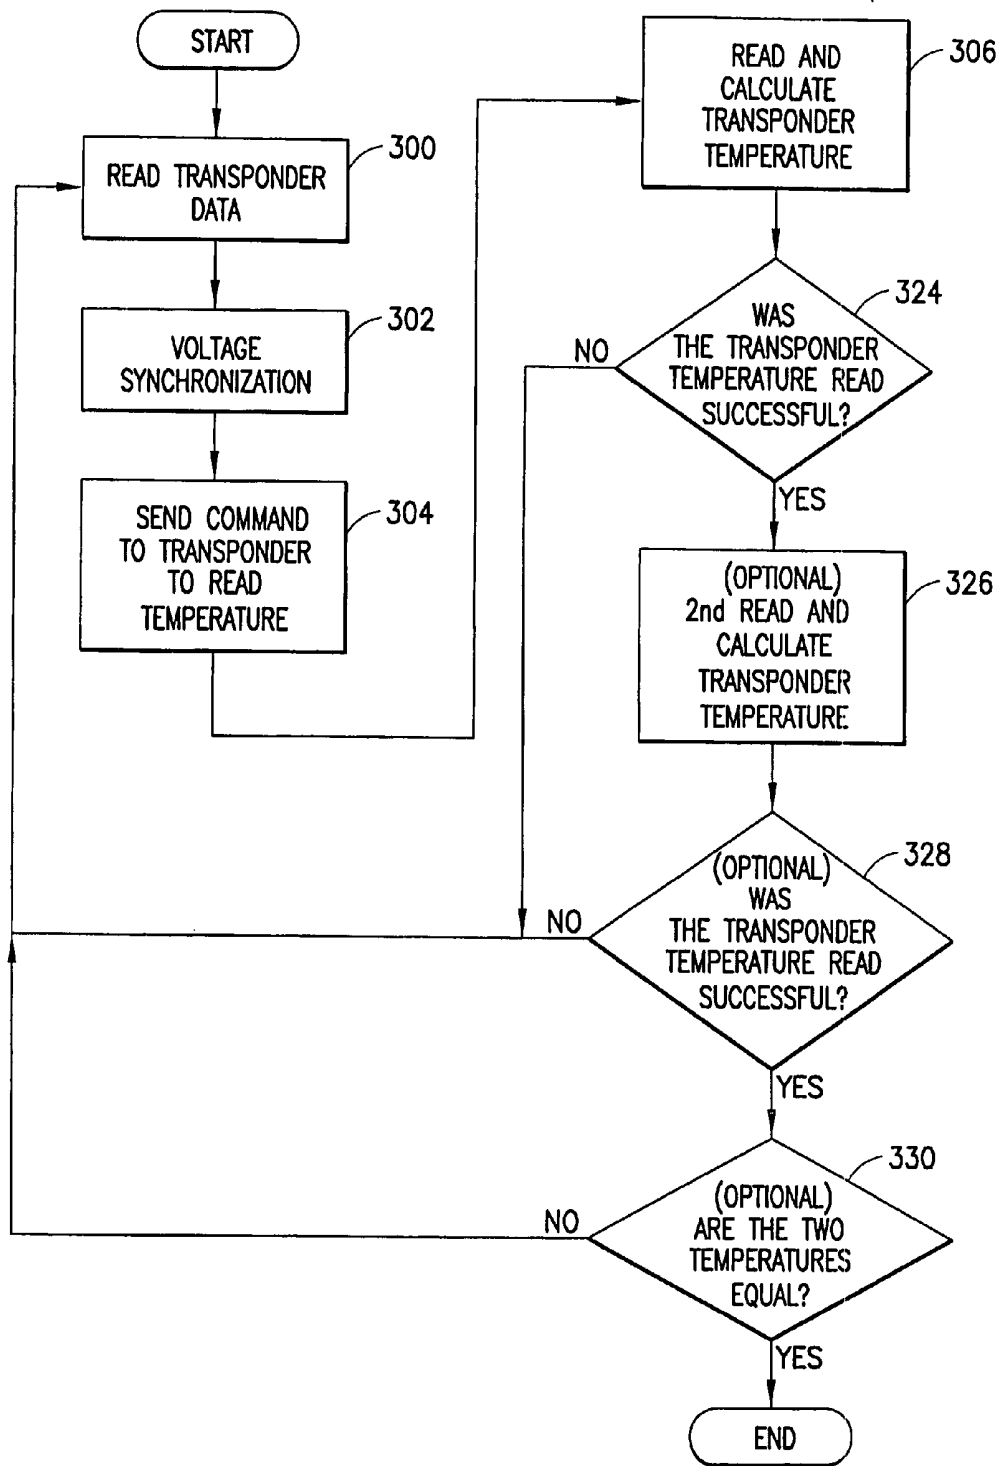 START
READ TRANSPONDER
DATA
300
VOLTAGE
SYNCHRONIZATION
302
SEND COMMAND
TO TRANSPONDER
TO READ
TEMPERATURE
304
READ AND
CALCULATE
TRANSPONDER
TEMPERATURE
306
WAS
THE TRANSPONDER
TEMPERATURE READ
SUCCESSFUL?
324
NO
YES
(OPTIONAL)
2nd READ AND
CALCULATE
TRANSPONDER
TEMPERATURE
326
(OPTIONAL)
WAS
THE TRANSPONDER
TEMPERATURE READ
SUCCESSFUL?
328
NO
YES
(OPTIONAL)
ARE THE TWO
TEMPERATURES
EQUAL?
330
NO
YES
END